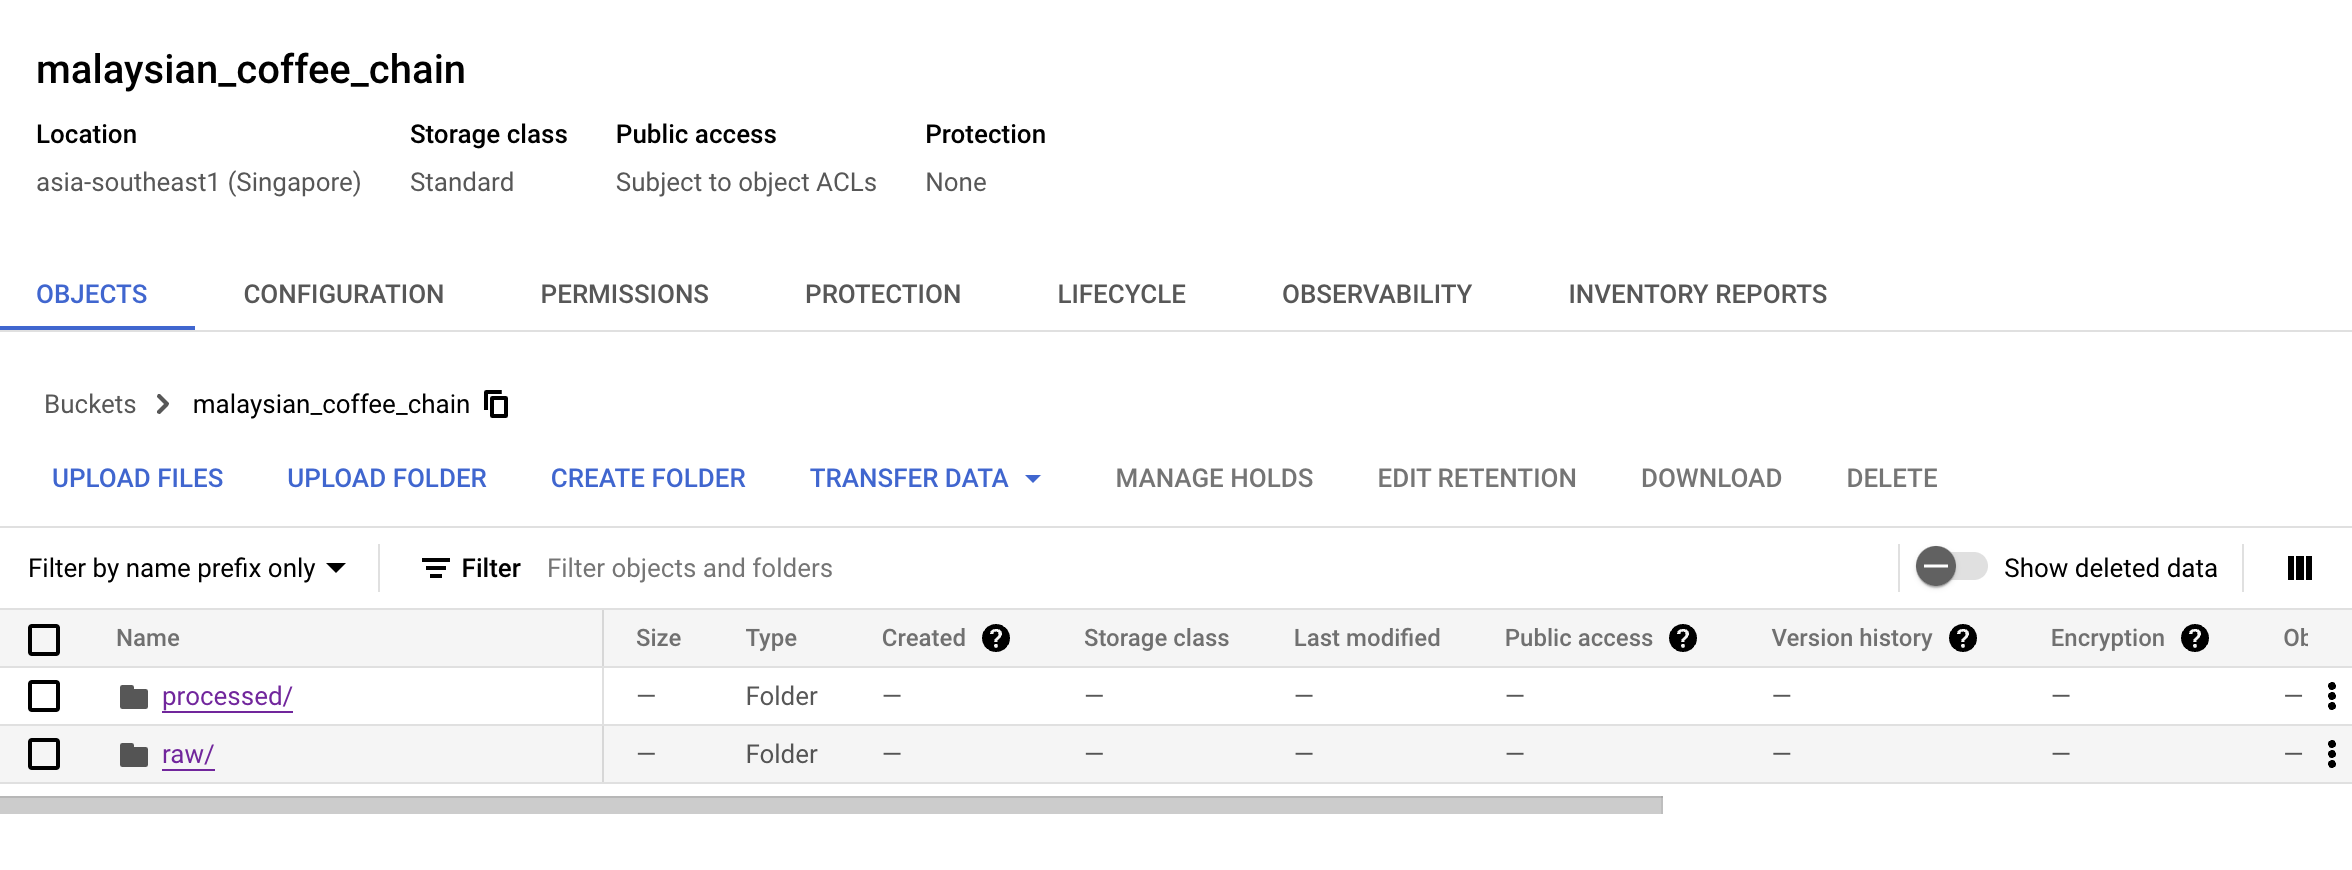 malaysian_coffee_chain
Location Storage class Public access Protection
asia-southeast1 (Singapore) Standard Subject to object ACLs None
OBJECTS CONFIGURATION PERMISSIONS PROTECTION LIFECYCLE OBSERVABILITY INVENTORY REPORTS
Buckets malaysian_coffee_chain
UPLOAD FILES UPLOAD FOLDER CREATE FOLDER TRANSFER DATA MANAGE HOLDS EDIT RETENTION DOWNLOAD DELETE
Filter by name prefix only Filter Filter objects and folders Show deleted data
Name Size Type Created Storage class Last modified Public access Version history Encryption
processed/ — Folder — — — — — — —
raw/ — Folder — — — — — — —